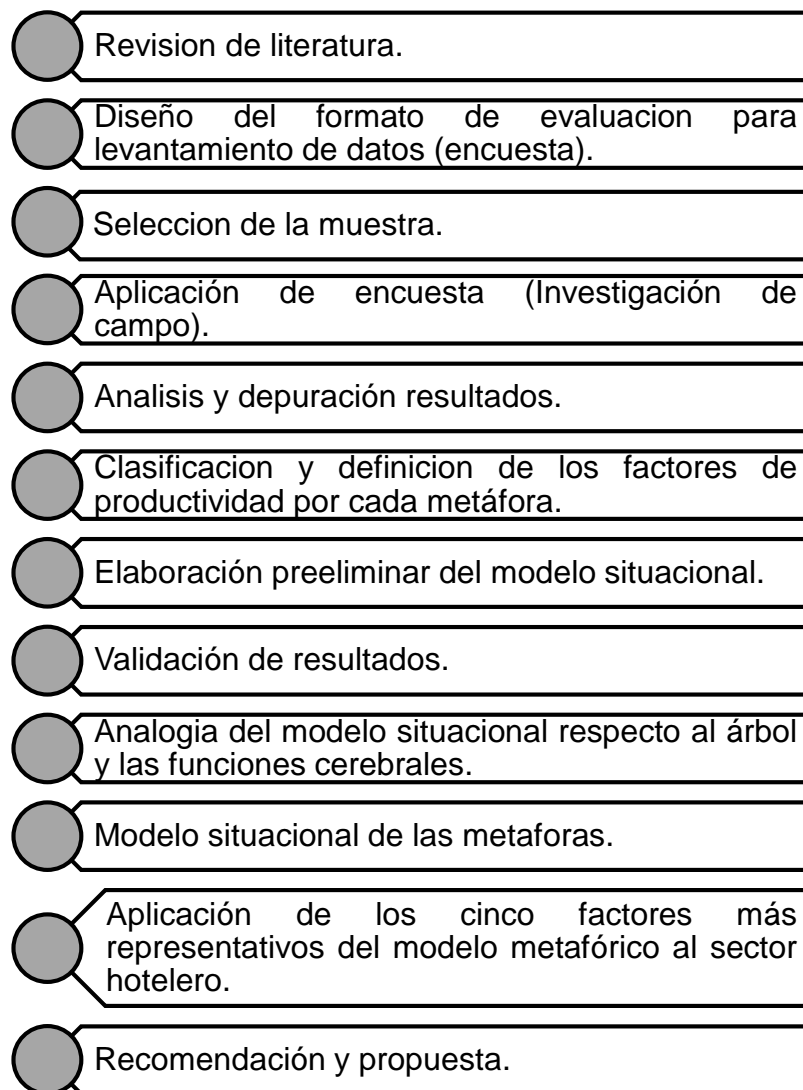 Revision de literatura.
Diseño del formato de evaluacion para
levantamiento de datos (encuesta).
Seleccion de la muestra.
Aplicación de encuesta (Investigación de
campo).
Analisis y depuración resultados.
Clasificacion y definicion de los factores de
productividad por cada metáfora.
Elaboración preeliminar del modelo situacional.
Validación de resultados.
Analogia del modelo situacional respecto al árbol
y las funciones cerebrales.
Modelo situacional de las metaforas.
Aplicación de los cinco factores más
representativos del modelo metafórico al sector
hotelero.
Recomendación y propuesta.